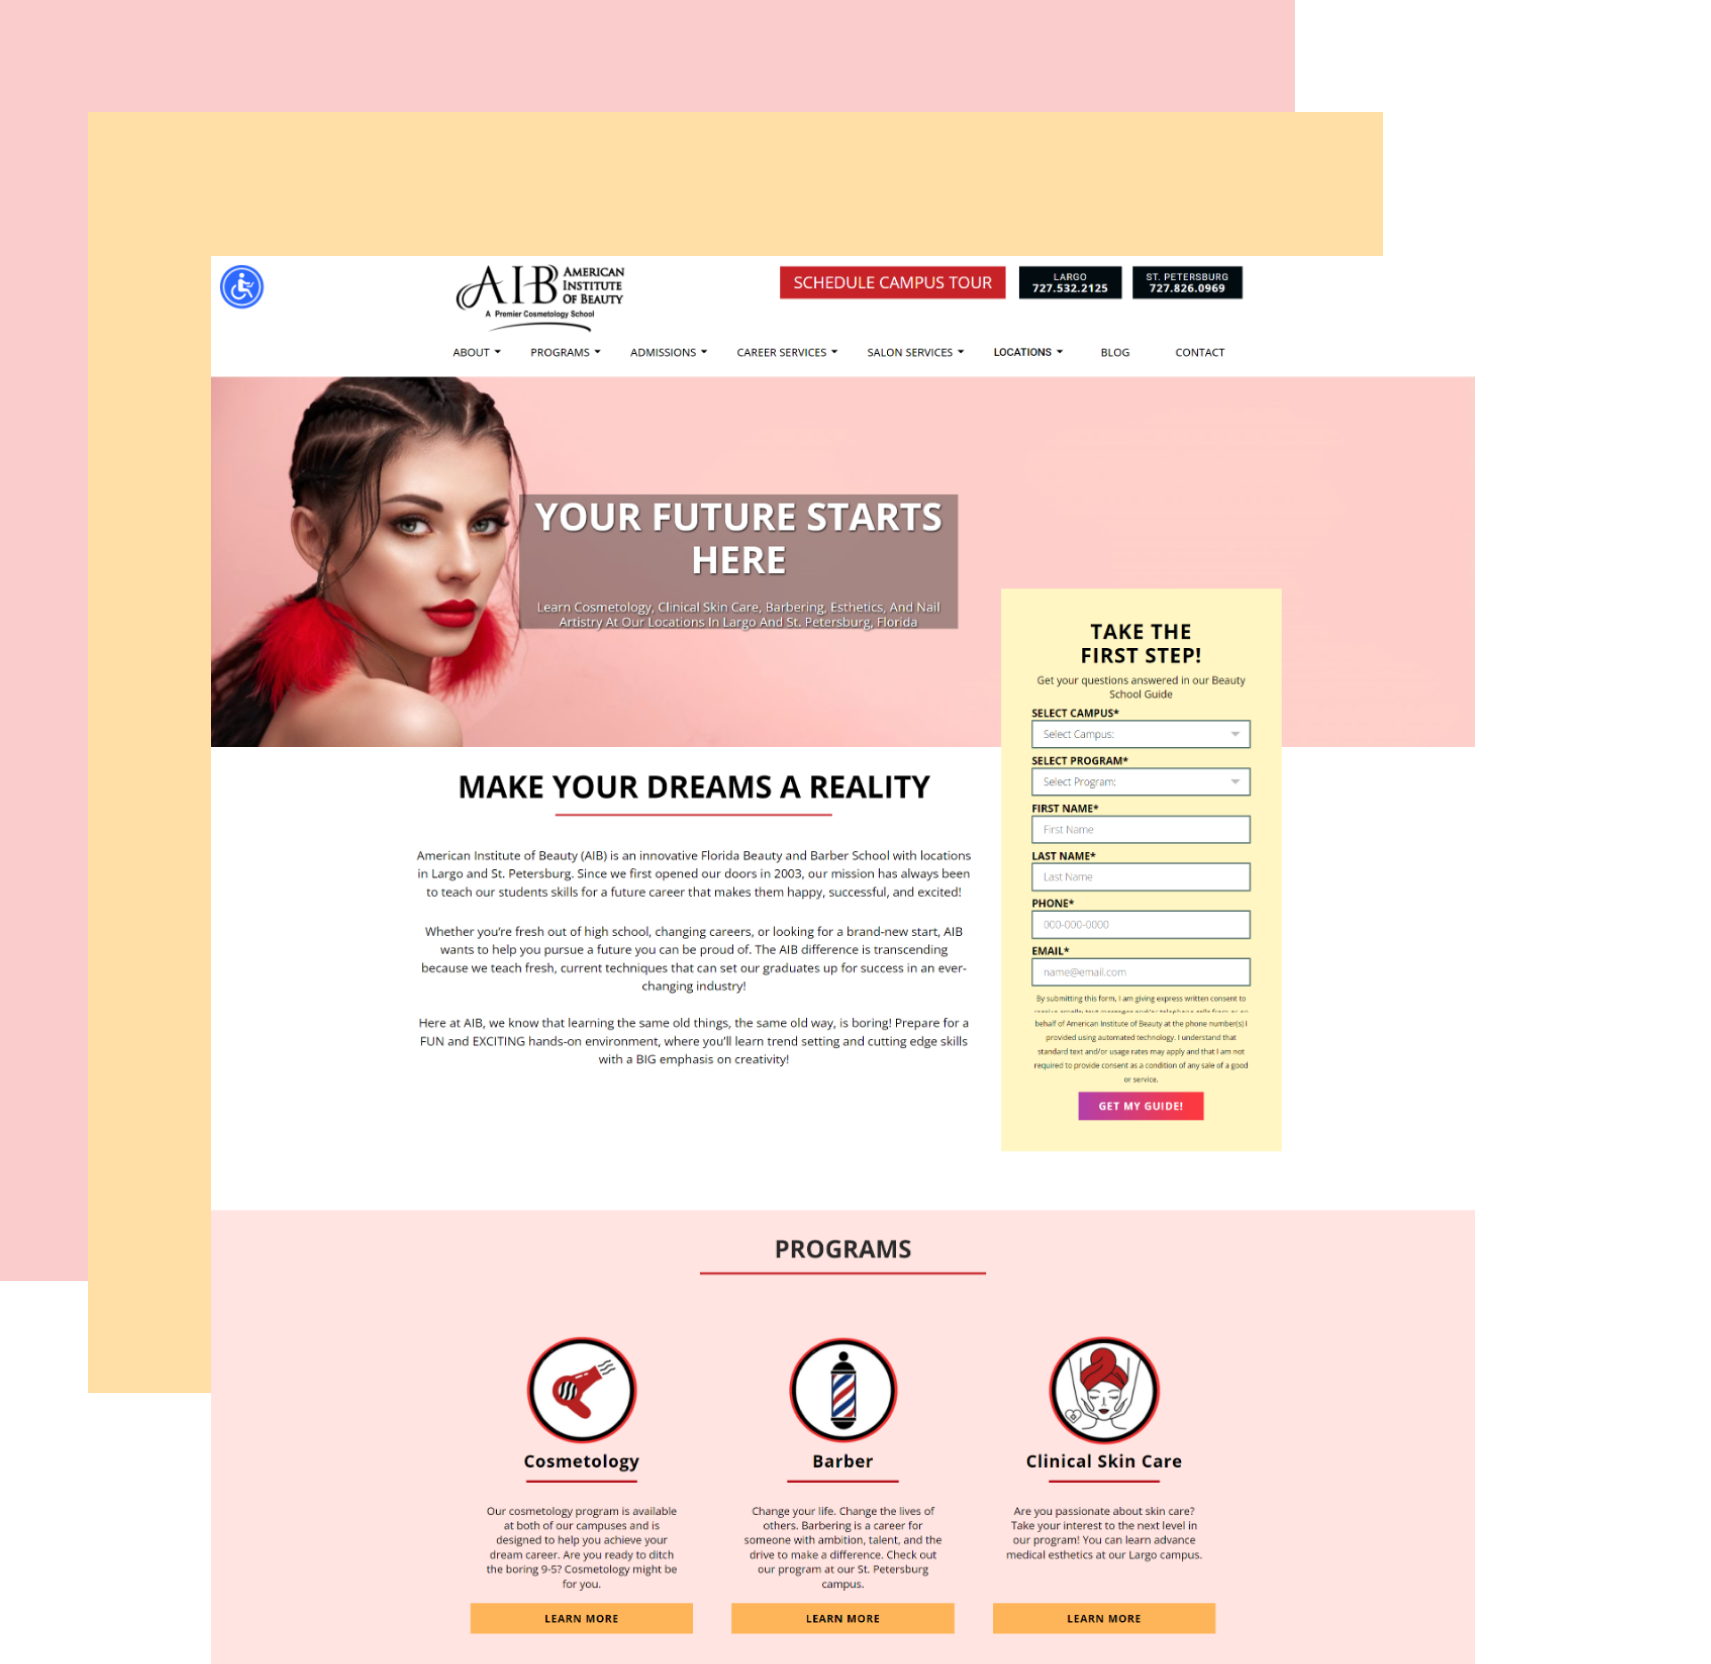 AIB AMERICAN
INSTITUTE
OF BEAUTY
A Premier Cosmetology School
SCHEDULE CAMPUS TOUR
LARGO
727.532.2125
ST. PETERSBURG
727.826.0969
ABOUT PROGRAMS ADMISSIONS CAREER SERVICES SALON SERVICES LOCATIONS BLOG CONTACT
YOUR FUTURE STARTS
HERE
Learn Cosmetology, Clinical Skin Care, Barbering, Esthetics, And Nail
Artistry At Our Locations In Largo And St. Petersburg, Florida
MAKE YOUR DREAMS A REALITY
American Institute of Beauty (AIB) is an innovative Florida Beauty and Barber School with locations
in Largo and St. Petersburg. Since we first opened our doors in 2003, our mission has always been
to teach our students skills for a future career that makes them happy, successful, and excited!
Whether you’re fresh out of high school, changing careers, or looking for a brand-new start, AIB
wants to help you pursue a future you can be proud of. The AIB difference is transcending
because we teach fresh, current techniques that can set our graduates up for success in an ever-
changing industry!
Here at AIB, we know that learning the same old things, the same old way, is boring! Prepare for a
FUN and EXCITING hands-on environment, where you’ll learn trend setting and cutting edge skills
with a BIG emphasis on creativity!
TAKE THE
FIRST STEP!
Get your questions answered in our Beauty
School Guide
SELECT CAMPUS*
Select Campus:
SELECT PROGRAM*
Select Program:
FIRST NAME*
First Name
LAST NAME*
Last Name
PHONE*
000-000-0000
EMAIL*
name@email.com
By submitting this form, I am giving express written consent to
behalf of American Institute of Beauty at the phone number(s) I
provided using automated technology. I understand that
standard text and/or usage rates may apply and that I am not
required to provide consent as a condition of any sale of a good
or service.
GET MY GUIDE!
PROGRAMS
Cosmetology
Our cosmetology program is available
at both of our campuses and is
designed to help you achieve your
dream career. Are you ready to ditch
the boring 9-5? Cosmetology might be
for you.
LEARN MORE
Barber
Change your life. Change the lives of
others. Barbering is a career for
someone with ambition, talent, and the
drive to make a difference. Check out
our program at our St. Petersburg
campus.
LEARN MORE
Clinical Skin Care
Are you passionate about skin care?
Take your interest to the next level in
our program! You can learn advance
medical esthetics at our Largo campus.
LEARN MORE